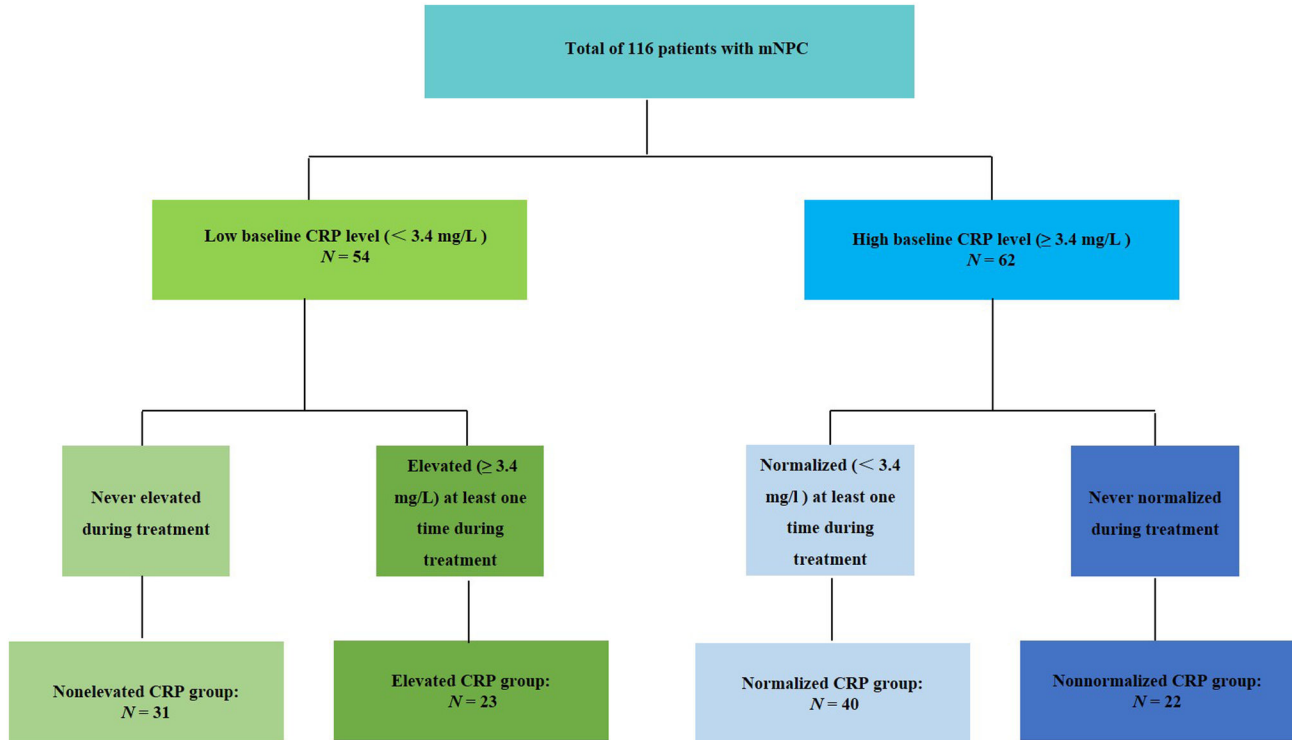 Total of 116 patients with mNPC
Low baseline CRP level (< 3.4 mg/L )
N = 54
High baseline CRP level (≥ 3.4 mg/L )
N = 62
Never elevated
during treatment
Elevated (≥ 3.4
mg/L) at least one
time during
treatment
Normalized (< 3.4
mg/l ) at least one
time during
treatment
Never normalized
during treatment
Nonelevated CRP group:
N = 31
Elevated CRP group:
N = 23
Normalized CRP group:
N = 40
Nonnormalized CRP group:
N = 22